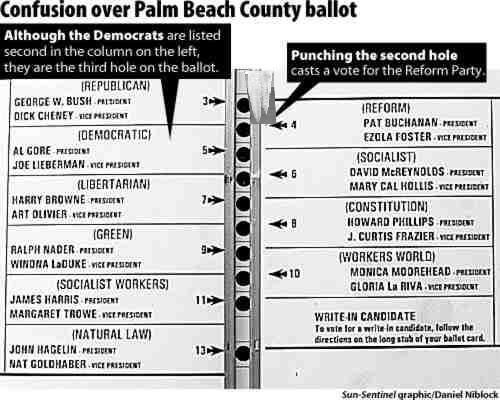 Confusion over Palm Beach County ballot
Although the Democrats are listed
second in the column on the left,
they are the third hole on the ballot.
Punching the second hole
casts a vote for the Reform Party.
(REPUBLICAN)
GEORGE W. BUSH - PRESIDENT
DICK CHENEY - VICE PRESIDENT
3
(DEMOCRATIC)
AL GORE - PRESIDENT
JOE LIEBERMAN - VICE PRESIDENT
5
(LIBERTARIAN)
HARRY BROWNE - PRESIDENT
ART OLIVIER - VICE PRESIDENT
7
(GREEN)
RALPH NADER - PRESIDENT
WINONA LaDUKE - VICE PRESIDENT
9
(SOCIALIST WORKERS)
JAMES HARRIS - PRESIDENT
MARGARET TROWE - VICE PRESIDENT
11
(NATURAL LAW)
JOHN HAGELIN - PRESIDENT
NAT GOLDHABER - VICE PRESIDENT
13
(REFORM)
4
PAT BUCHANAN - PRESIDENT
EZOLA FOSTER - VICE PRESIDENT
(SOCIALIST)
6
DAVID McREYNOLDS - PRESIDENT
MARY CAL HOLLIS - VICE PRESIDENT
(CONSTITUTION)
8
HOWARD PHILLIPS - PRESIDENT
J. CURTIS FRAZIER - VICE PRESIDENT
(WORKERS WORLD)
10
MONICA MOOREHEAD - PRESIDENT
GLORIA La RIVA - VICE PRESIDENT
WRITE-IN CANDIDATE
To vote for a write-in candidate, follow the
directions on the long stub of your ballot card.
Sun-Sentinel graphic/Daniel Niblock